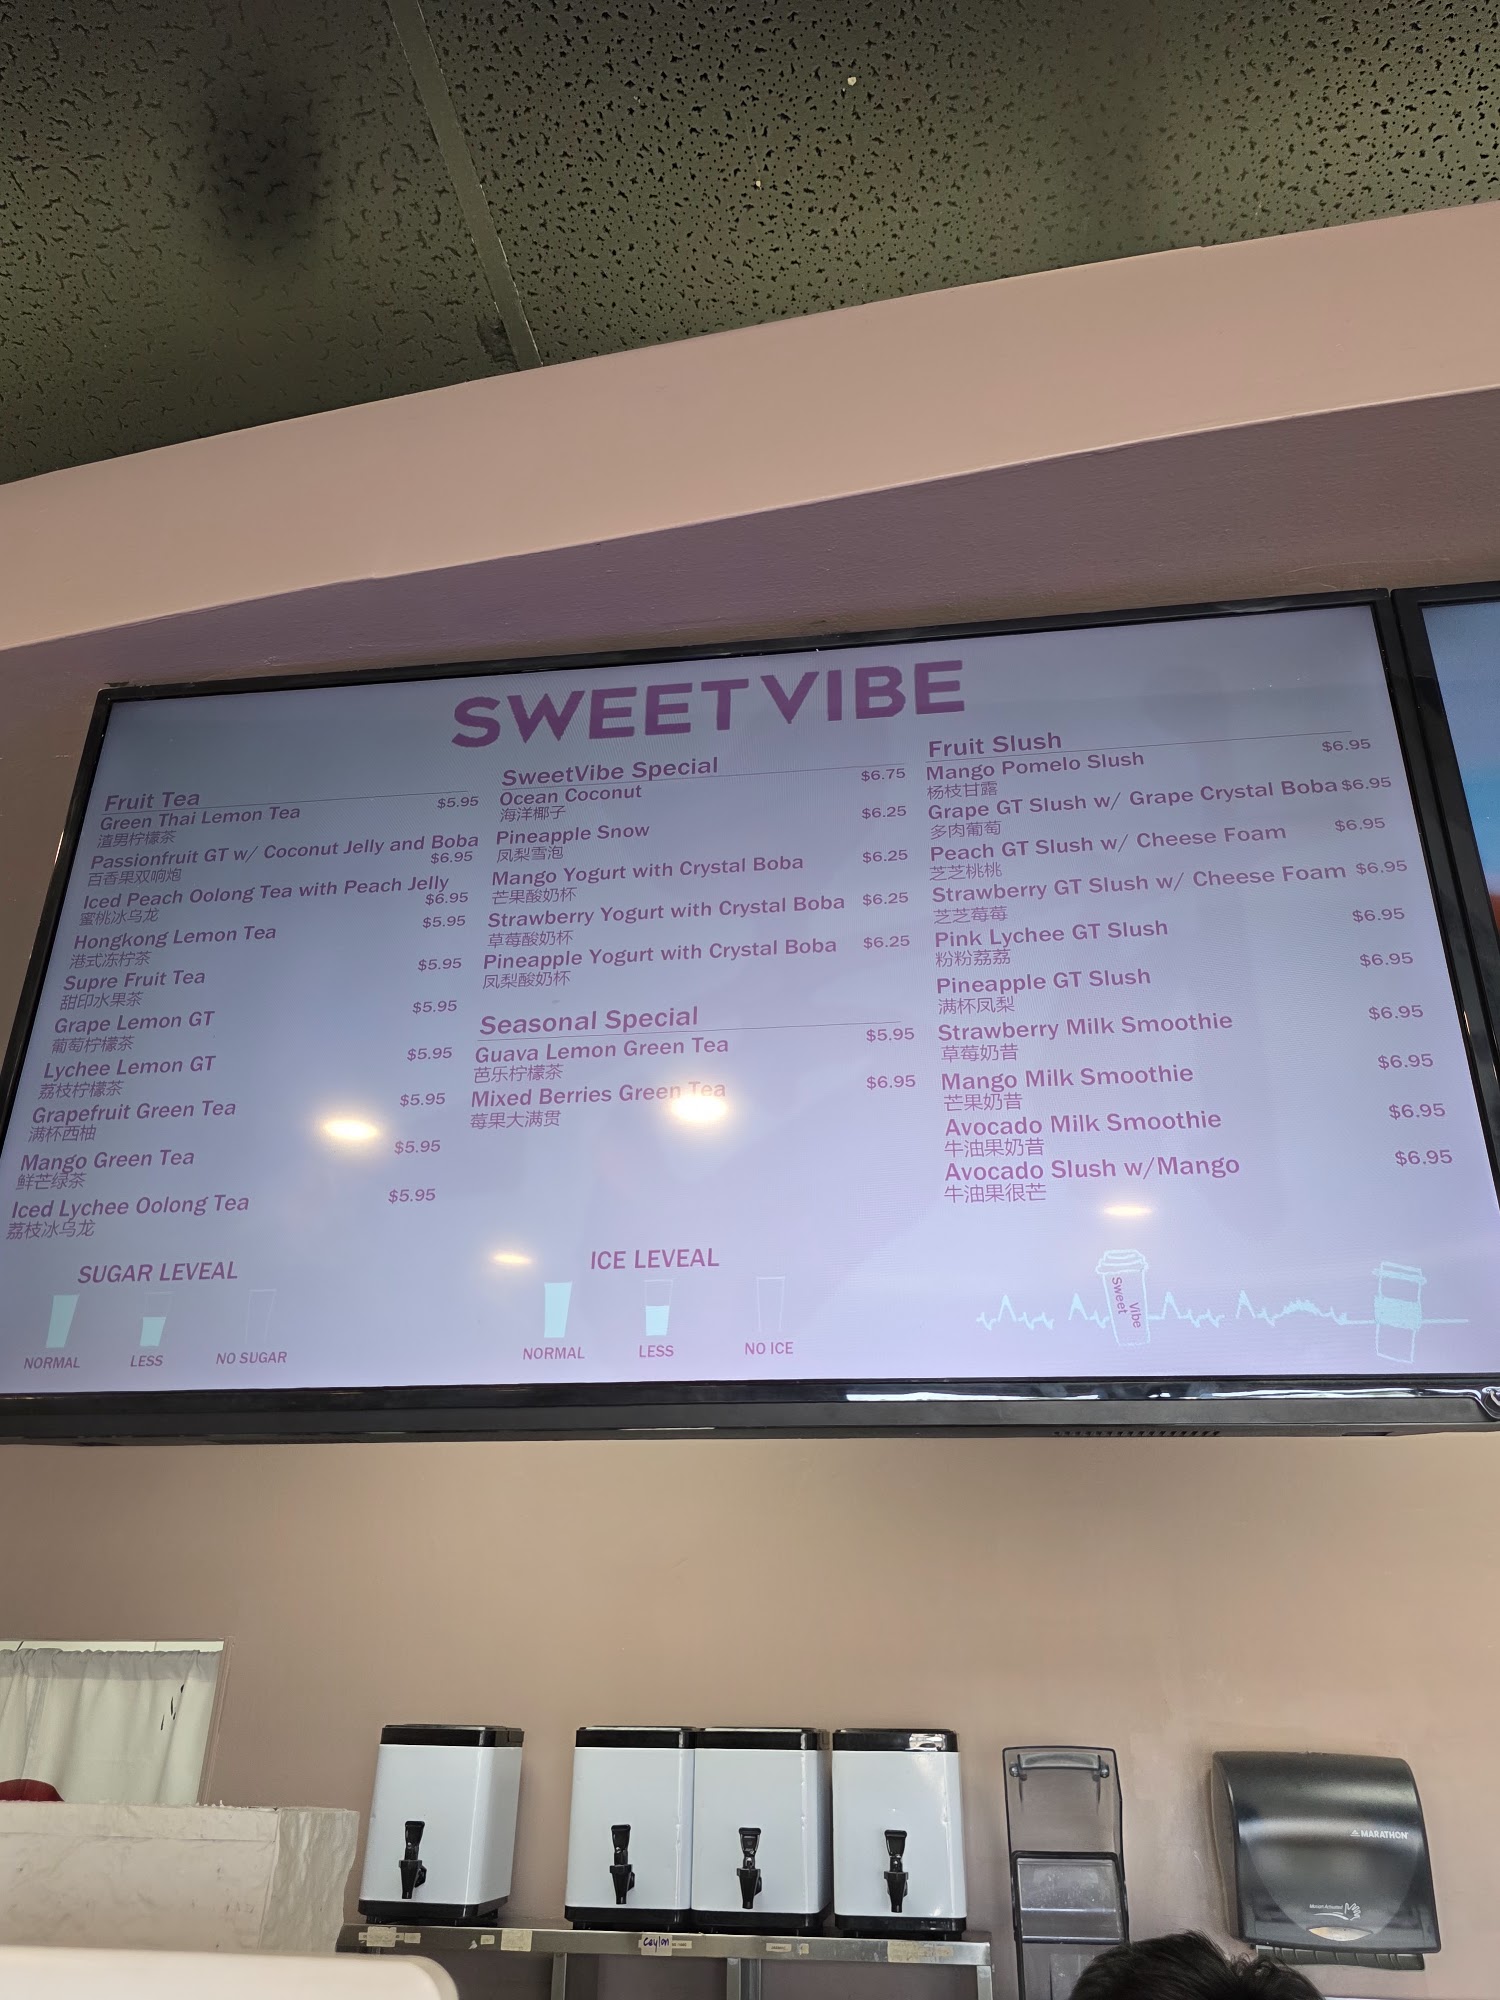 SWEETVIBE
Fruit Tea
Green Thai Lemon Tea $5.95
渣男柠檬茶
Passionfruit GT w/ Coconut Jelly and Boba
$6.95
百香果双响炮
Iced Peach Oolong Tea with Peach Jelly
$6.95
蜜桃冰乌龙
Hongkong Lemon Tea $5.95
港式冻柠茶
Supre Fruit Tea $5.95
甜印水果茶
Grape Lemon GT $5.95
葡萄柠檬茶
Lychee Lemon GT $5.95
荔枝柠檬茶
Grapefruit Green Tea $5.95
满杯西柚
Mango Green Tea $5.95
鲜芒绿茶
Iced Lychee Oolong Tea $5.95
荔枝冰乌龙
SweetVibe Special
Ocean Coconut $6.75
海洋椰子
Pineapple Snow $6.25
凤梨雪泡
Mango Yogurt with Crystal Boba $6.25
芒果酸奶杯
Strawberry Yogurt with Crystal Boba $6.25
草莓酸奶杯
Pineapple Yogurt with Crystal Boba $6.25
凤梨酸奶杯
Seasonal Special
Guava Lemon Green Tea $5.95
芭乐柠檬茶
Mixed Berries Green Tea $6.95
莓果大满贯
Fruit Slush
Mango Pomelo Slush $6.95
杨枝甘露
Grape GT Slush w/ Grape Crystal Boba $6.95
多肉葡萄
Peach GT Slush w/ Cheese Foam $6.95
芝芝桃桃
Strawberry GT Slush w/ Cheese Foam $6.95
芝芝莓莓
Pink Lychee GT Slush $6.95
粉粉荔荔
Pineapple GT Slush $6.95
满杯凤梨
Strawberry Milk Smoothie $6.95
草莓奶昔
Mango Milk Smoothie $6.95
芒果奶昔
Avocado Milk Smoothie $6.95
牛油果奶昔
Avocado Slush w/Mango $6.95
牛油果很芒
SUGAR LEVEAL
NORMAL LESS NO SUGAR
ICE LEVEAL
NORMAL LESS NO ICE
Sweet
Vibe
MARATHON
Ceylon